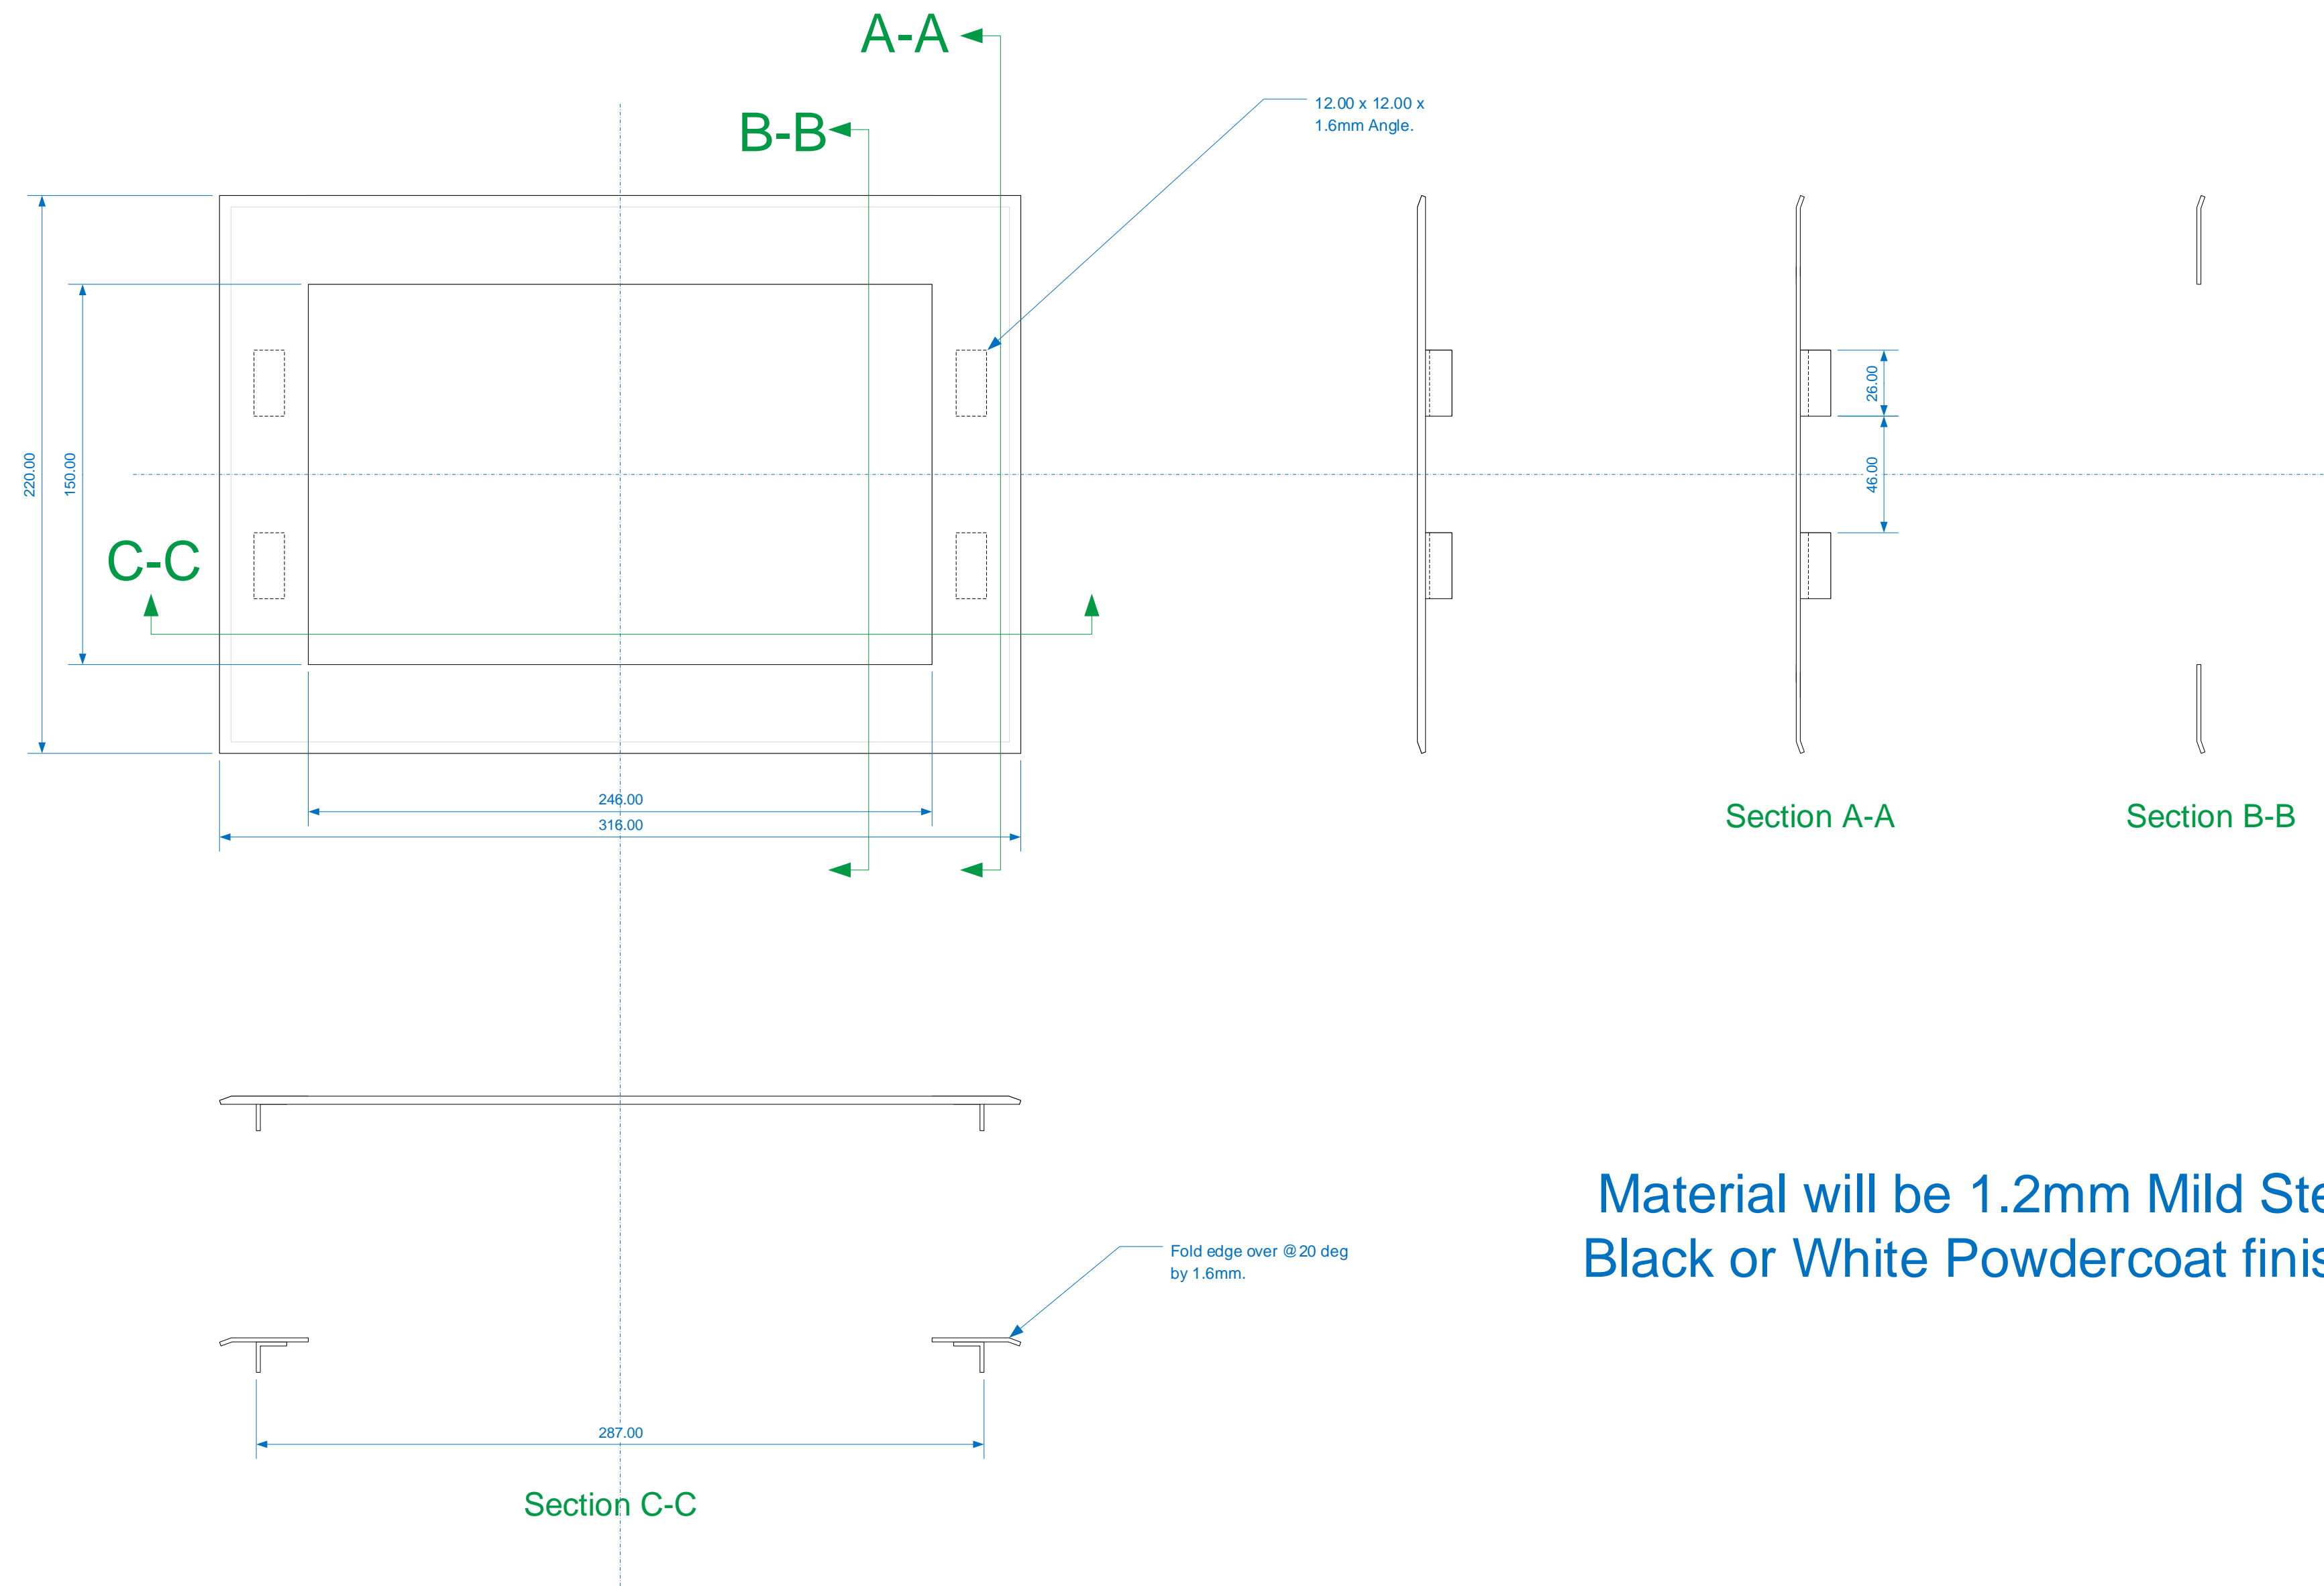 A-A
B-B
12.00 x 12.00 x
1.6mm Angle.
220.00
150.00
26.00
46.00
C-C
246.00
316.00
Section A-A
Section B-B
Material will be 1.2mm Mild Ste
Black or White Powdercoat finis
Fold edge over @20 deg
by 1.6mm.
287.00
Section C-C